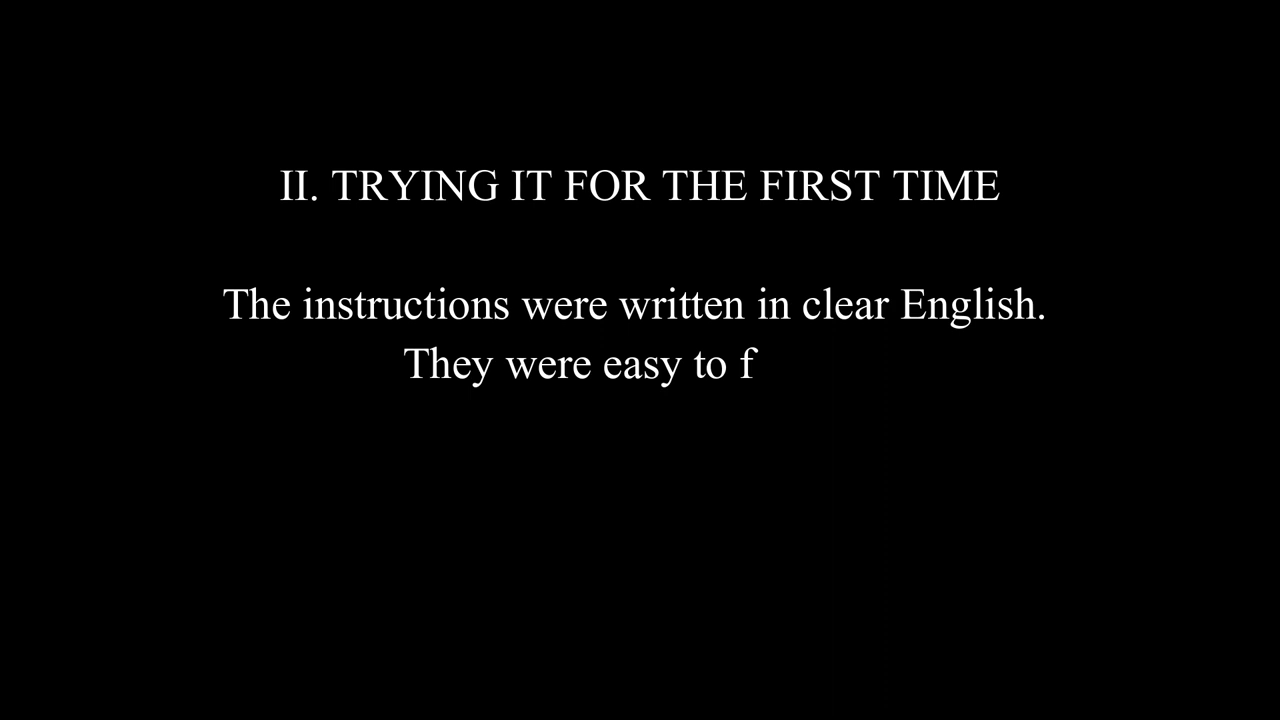 II. TRYING IT FOR THE FIRST TIME
The instructions were written in clear English.
They were easy to f